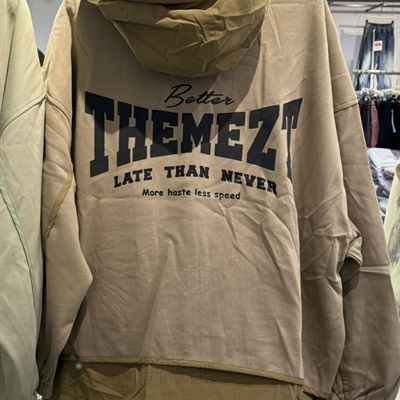 Better
THEMEZT
LATE THAN NEVER
More haste less speed